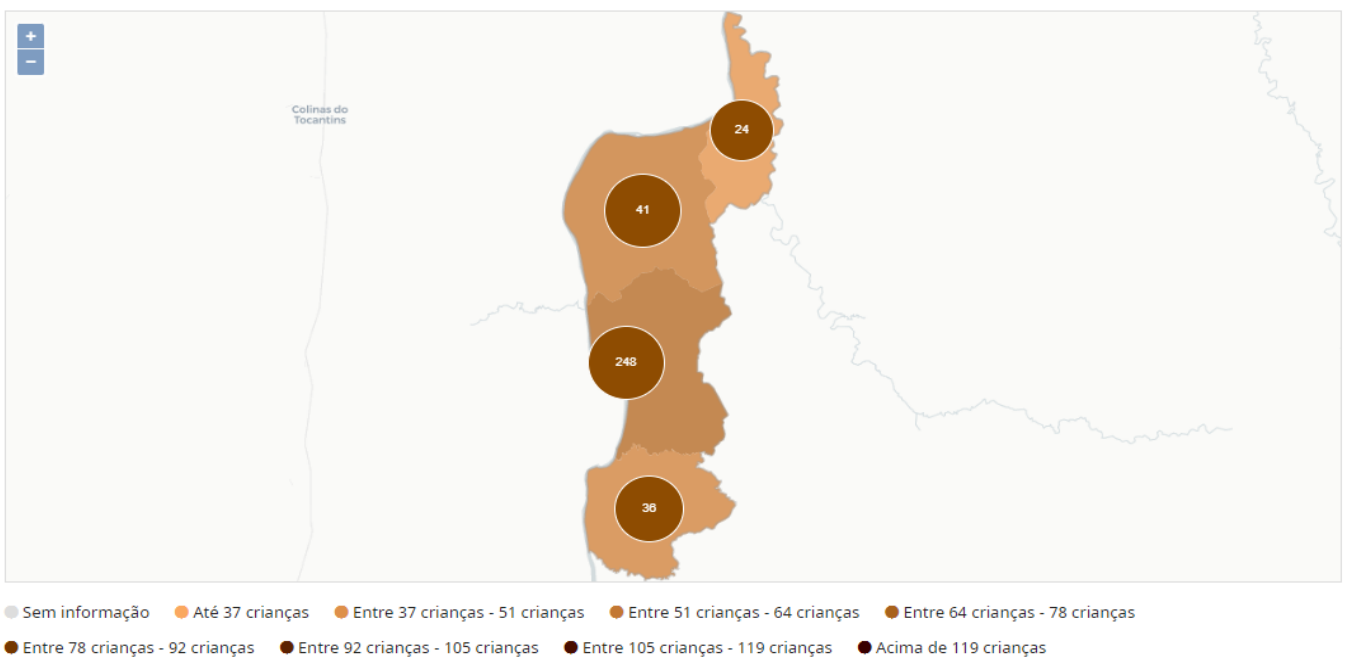 +
−
Colinas do
Tocantins
24
41
248
36
Sem informação Até 37 crianças Entre 37 crianças - 51 crianças Entre 51 crianças - 64 crianças Entre 64 crianças - 78 crianças
Entre 78 crianças - 92 crianças Entre 92 crianças - 105 crianças Entre 105 crianças - 119 crianças Acima de 119 crianças